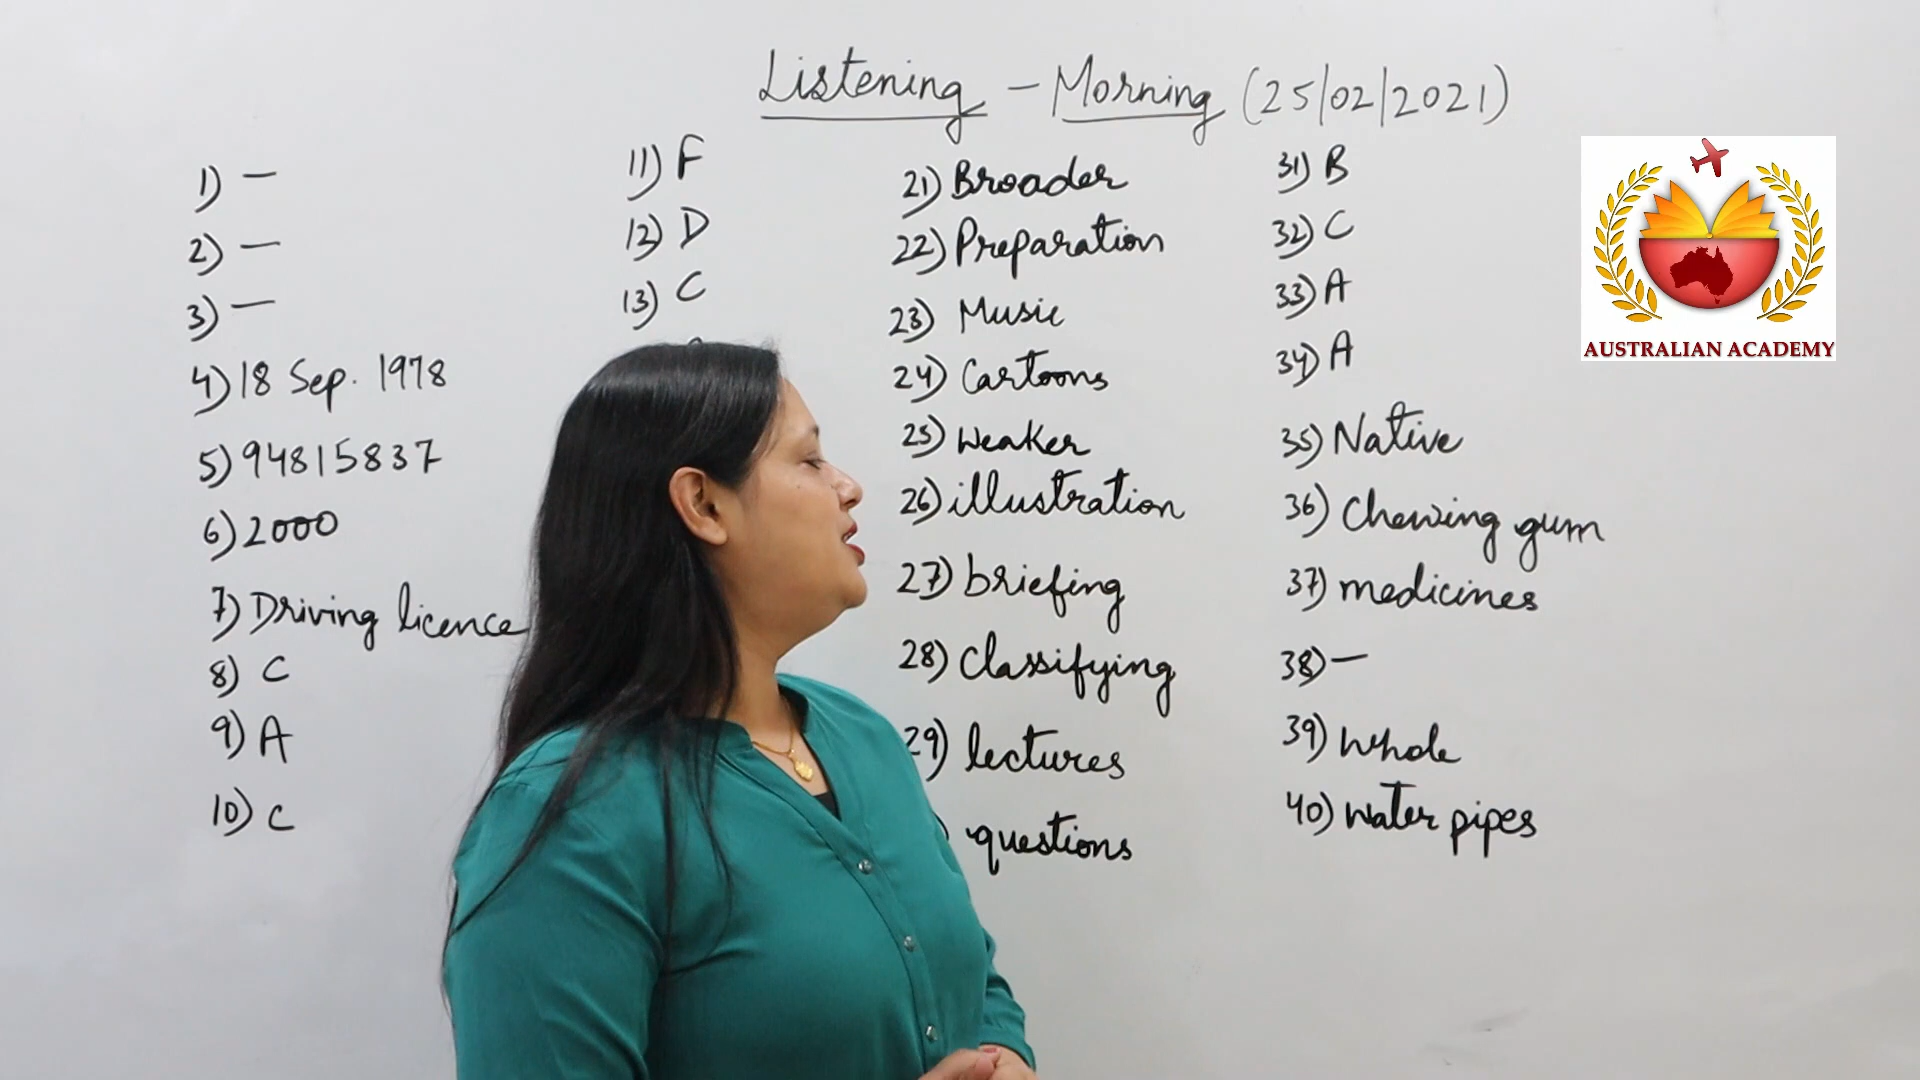 Listening - Morning (25/02/2021)
1) —
2) —
3) —
4) 18 Sep. 1978
5) 94815837
6) 2000
7) Driving licence
8) C
9) A
10) C
11) F
12) D
13) C
21) Broader
22) Preparation
23) Music
24) Cartoons
25) Weaker
26) illustration
27) briefing
28) Classifying
29) lectures
questions
31) B
32) C
33) A
34) A
35) Native
36) Chewing gum
37) medicines
38) —
39) Whole
40) Water pipes
AUSTRALIAN ACADEMY